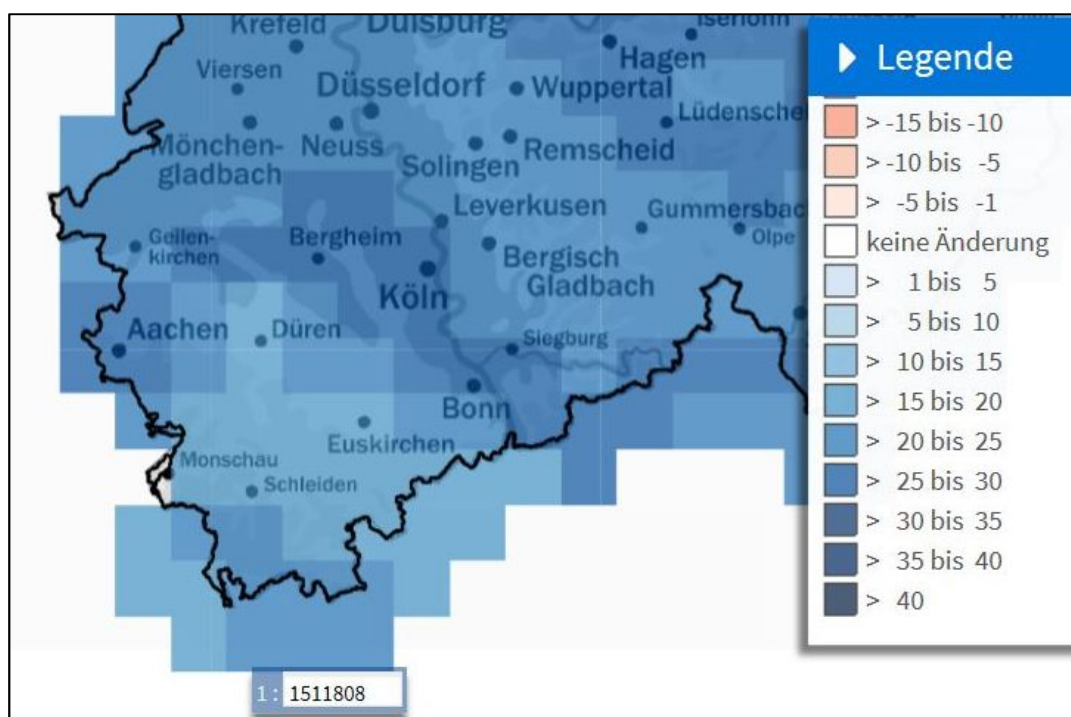 Krefeld
Duisburg
Iserlohn
Hagen
Viersen
Düsseldorf
Wuppertal
Lüdensche
Mönchen-
gladbach
Neuss
Solingen
Remscheid
Leverkusen
Gummersbac
Olpe
Geilen-
kirchen
Bergheim
Bergisch
Gladbach
Köln
Aachen
Düren
Siegburg
Bonn
Euskirchen
Monschau
Schleiden
1 : 1511808
Legende
> -15 bis -10
> -10 bis -5
> -5 bis -1
keine Änderung
> 1 bis 5
> 5 bis 10
> 10 bis 15
> 15 bis 20
> 20 bis 25
> 25 bis 30
> 30 bis 35
> 35 bis 40
> 40